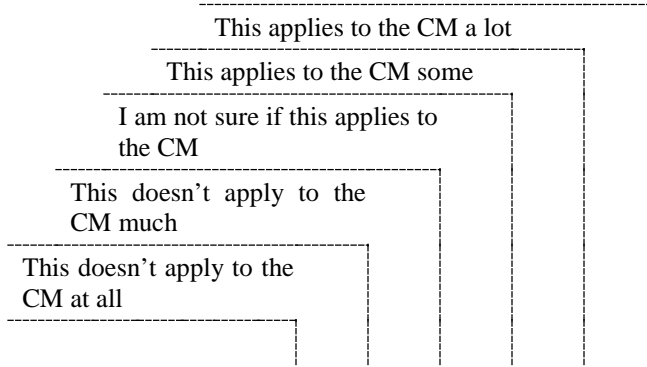 This applies to the CM a lot
This applies to the CM some
I am not sure if this applies to
the CM
This doesn’t apply to the
CM much
This doesn’t apply to the
CM at all